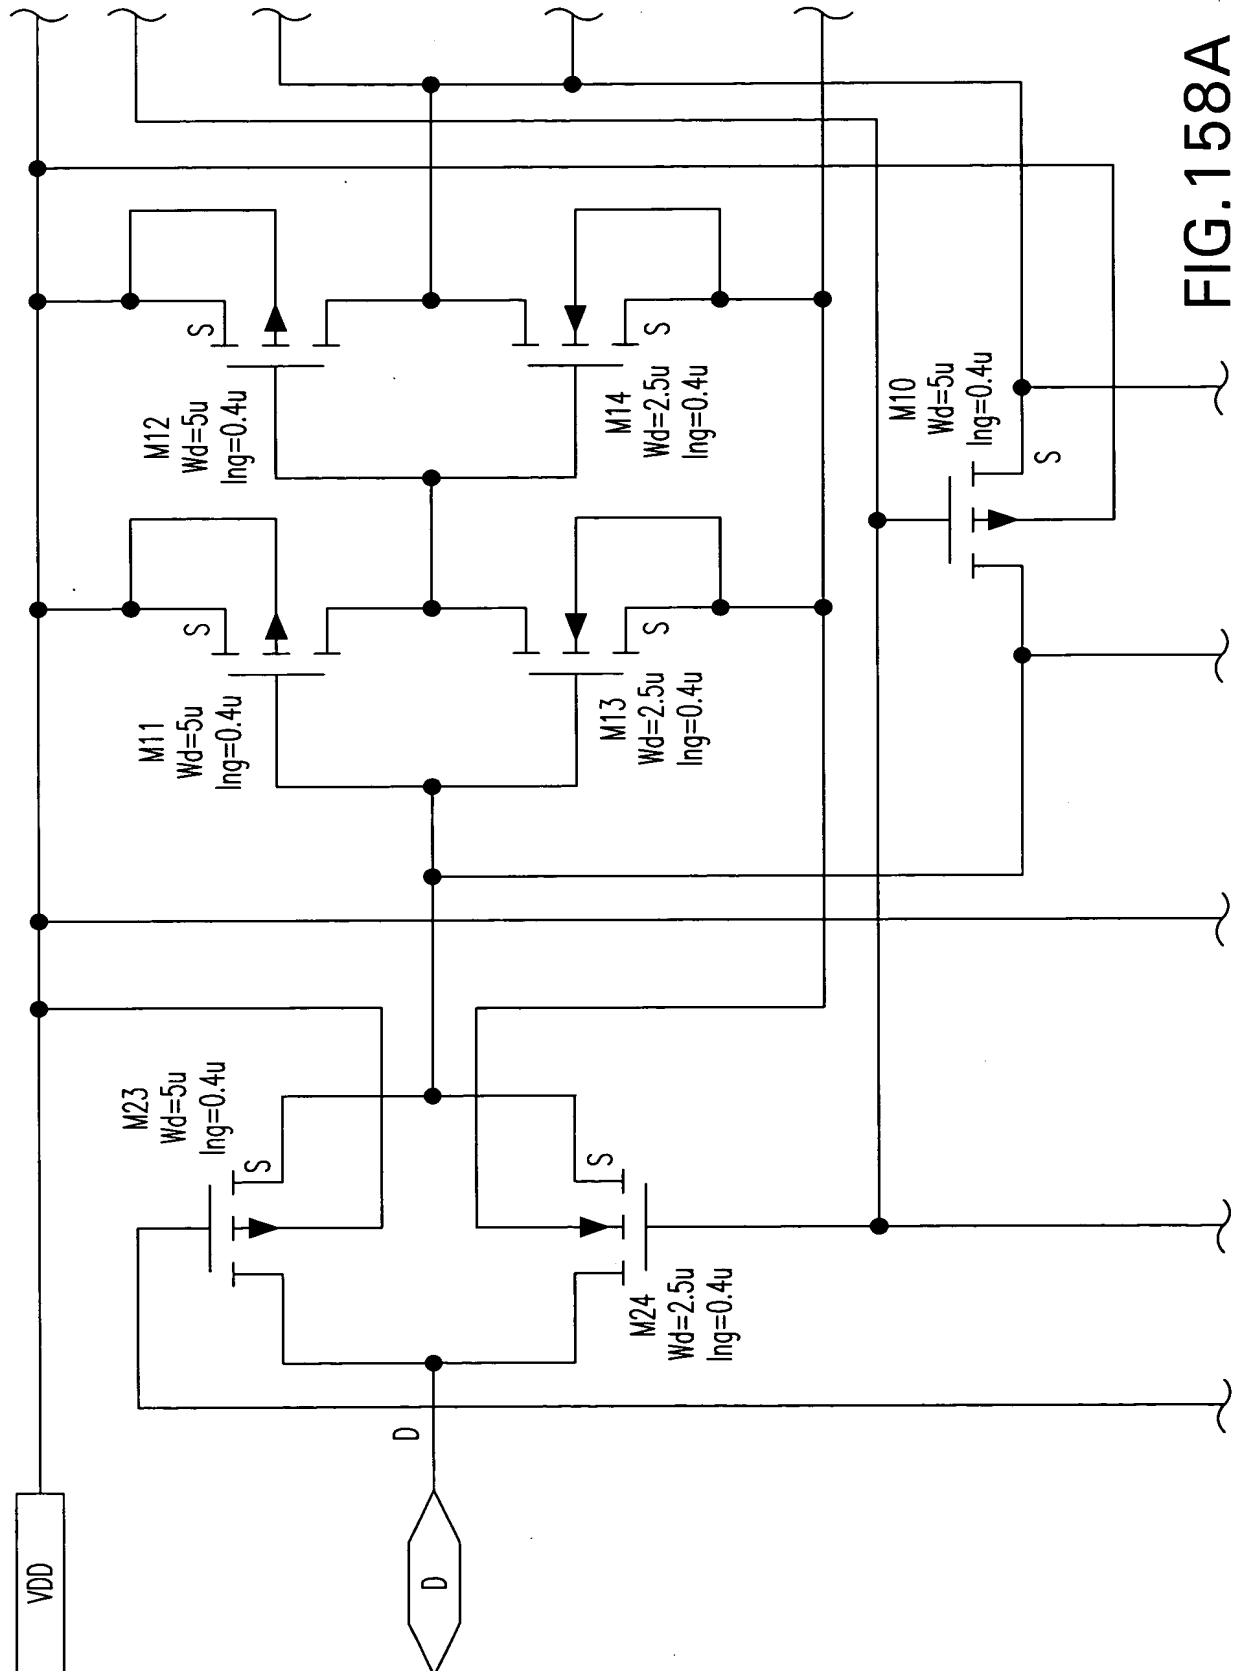 VDD
D
D
M23
Wd=5u
lng=0.4u
S
S
M24
Wd=2.5u
lng=0.4u
M11
Wd=5u
lng=0.4u
S
M13
Wd=2.5u
lng=0.4u
S
M12
Wd=5u
lng=0.4u
S
M14
Wd=2.5u
lng=0.4u
S
M10
Wd=5u
lng=0.4u
S
FIG.158A